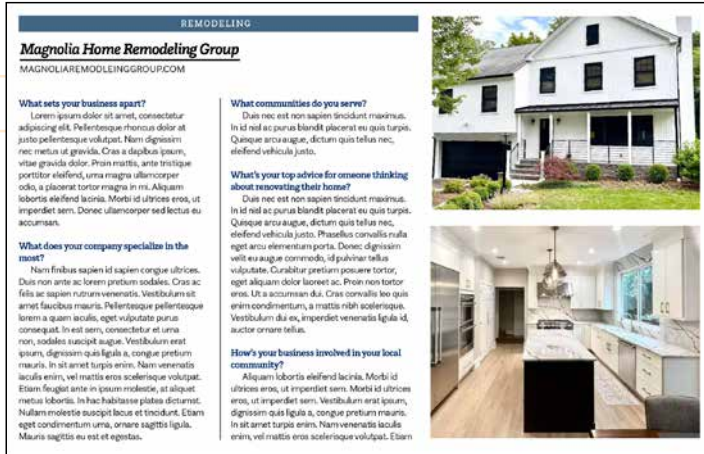 REMODELING
Magnolia Home Remodeling Group
MAGNOLIAREMODLEINGGROUP.COM
What sets your business apart?
Lorem ipsum dolor sit amet, consectetur
adipiscing elit. Pellentesque rhoncus dolor at
justo pellentesque volutpat. Nam dignissim
nec metus ut gravida. Cras a dapibus ipsum,
vitae gravida dolor. Proin mattis, ante tristique
porttitor eleifend, urna magna ullamcorper
odio, a placerat tortor magna in mi. Aliquam
lobortis eleifend lacinia. Morbi id ultrices eros, ut
imperdiet sem. Donec ullamcorper sed lectus eu
accumsan.
What does your company specialize in the
most?
Nam finibus sapien id sapien congue ultrices.
Duis non ante ac lorem pretium sodales. Cras ac
felis ac sapien rutrum venenatis. Vestibulum sit
amet faucibus mauris. Pellentesque pellentesque
lorem a quam iaculis, eget vulputate purus
consequat. In est sem, consectetur et urna
non, sodales suscipit augue. Vestibulum erat
ipsum, dignissim quis ligula a, congue pretium
mauris. In sit amet turpis enim. Nam venenatis
iaculis enim, vel mattis eros scelerisque volutpat.
Etiam feugiat ante in ipsum molestie, at aliquet
metus lobortis. In hac habitasse platea dictumst.
Nullam molestie suscipit lacus et tincidunt. Etiam
eget condimentum urna, ornare sagittis ligula.
Mauris sagittis eu est et egestas.
What communities do you serve?
Duis nec est non sapien tincidunt maximus.
In id nisl ac purus blandit placerat eu quis turpis.
Quisque arcu augue, dictum quis tellus nec,
eleifend vehicula justo.
What's your top advice for omeone thinking
about renovating their home?
Duis nec est non sapien tincidunt maximus.
In id nisl ac purus blandit placerat eu quis turpis.
Quisque arcu augue, dictum quis tellus nec,
eleifend vehicula justo. Phasellus convallis nulla
eget arcu elementum porta. Donec dignissim
velit eu augue commodo, id pulvinar tellus
vulputate. Curabitur pretium posuere tortor,
eget aliquam dolor laoreet ac. Proin non tortor
eros. Ut a accumsan dui. Cras convallis leo quis
enim condimentum, a mattis nibh scelerisque.
Vestibulum dui ex, imperdiet venenatis ligula id,
auctor ornare tellus.
How's your business involved in your local
community?
Aliquam lobortis eleifend lacinia. Morbi id
ultrices eros, ut imperdiet sem. Morbi id ultrices
eros, ut imperdiet sem. Vestibulum erat ipsum,
dignissim quis ligula a, congue pretium mauris.
In sit amet turpis enim. Nam venenatis iaculis
enim, vel mattis eros scelerisque volutpat. Etiam